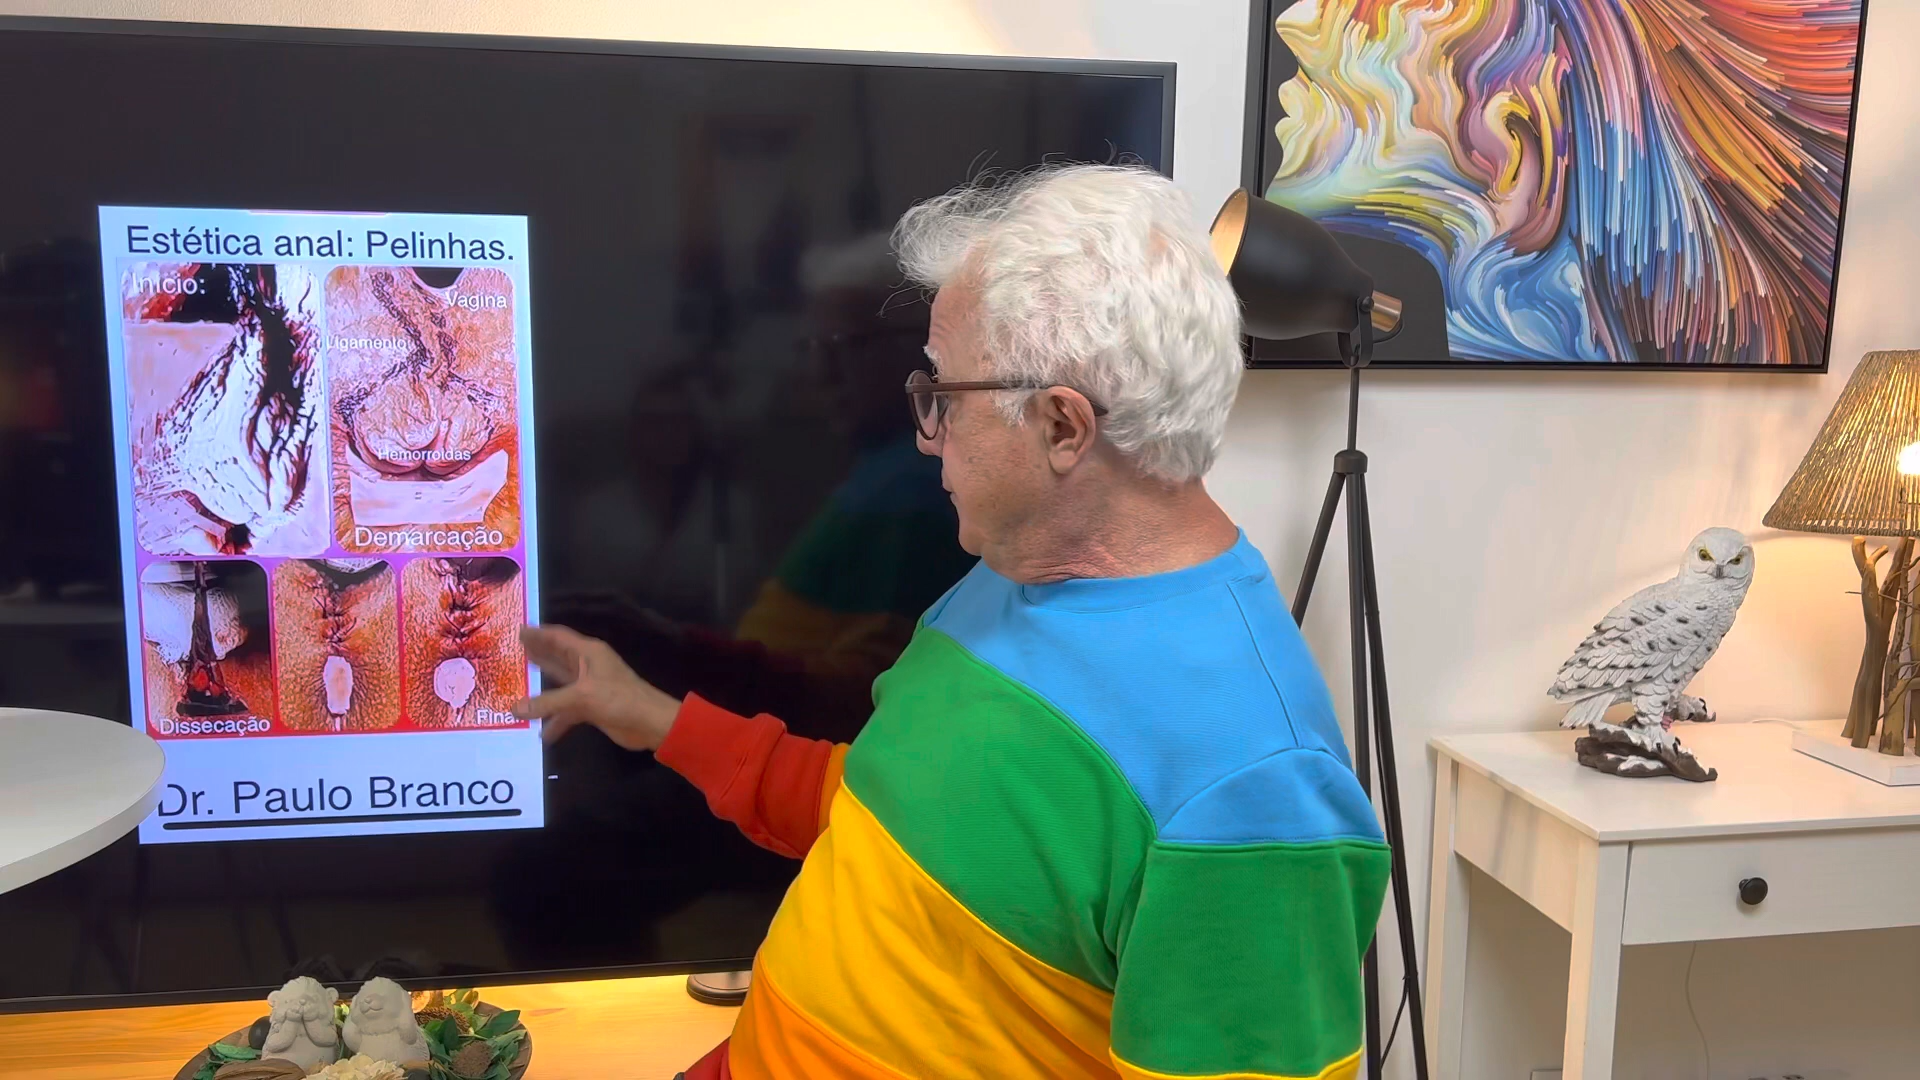 Estética anal: Pelinhas.
Início:
Vagina
Ligamento
Hemorroidas
Demarcação
Dissecação
Final
Dr. Paulo Branco